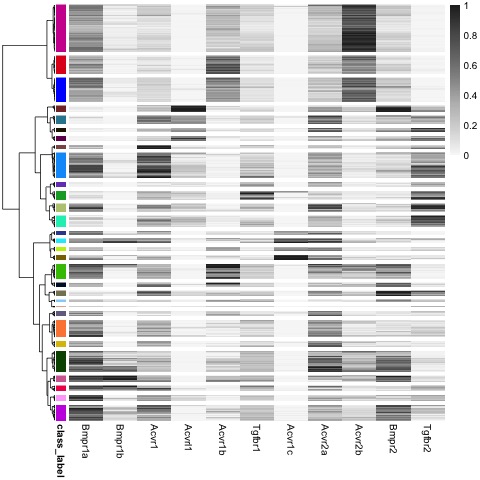 1
0.8
0.6
0.4
0.2
0
class_label
Bmpr1a
Bmpr1b
Acvr1
Acvrl1
Acvr1b
Tgfbr1
Acvr1c
Acvr2a
Acvr2b
Bmpr2
Tgfbr2